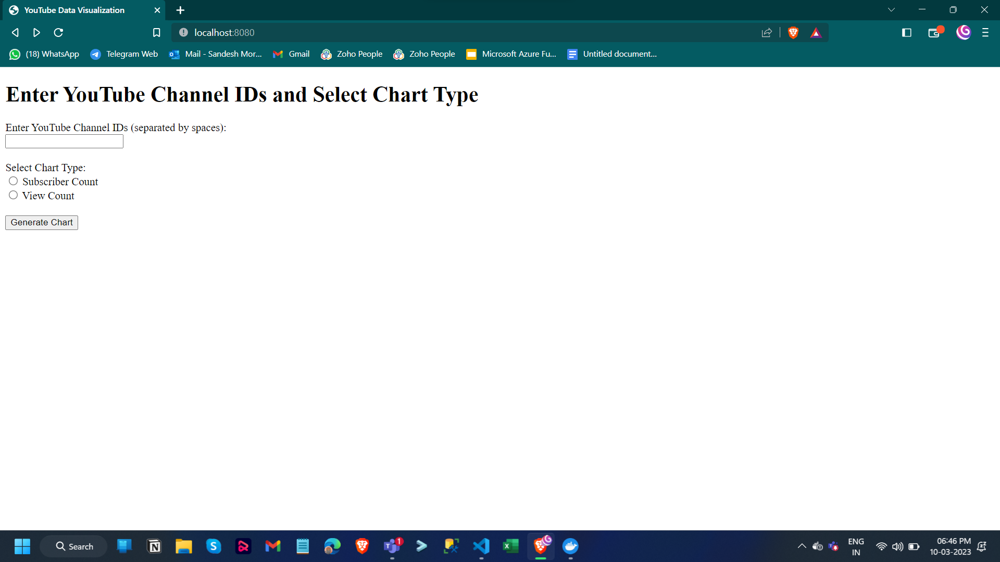 YouTube Data Visualization
localhost:8080
(18) WhatsApp
Telegram Web
Mail - Sandesh Mor...
Gmail
Zoho People
Zoho People
Microsoft Azure Fu...
Untitled document...
Enter YouTube Channel IDs and Select Chart Type
Enter YouTube Channel IDs (separated by spaces):
Select Chart Type:
Subscriber Count
View Count
Generate Chart
Search
1
ENG
IN
06:46 PM
10-03-2023